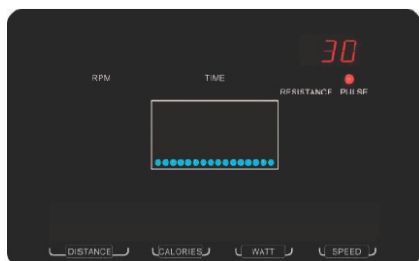 30
RPM TIME
RESISTANCE PULSE
DISTANCE CALORIES WATT SPEED